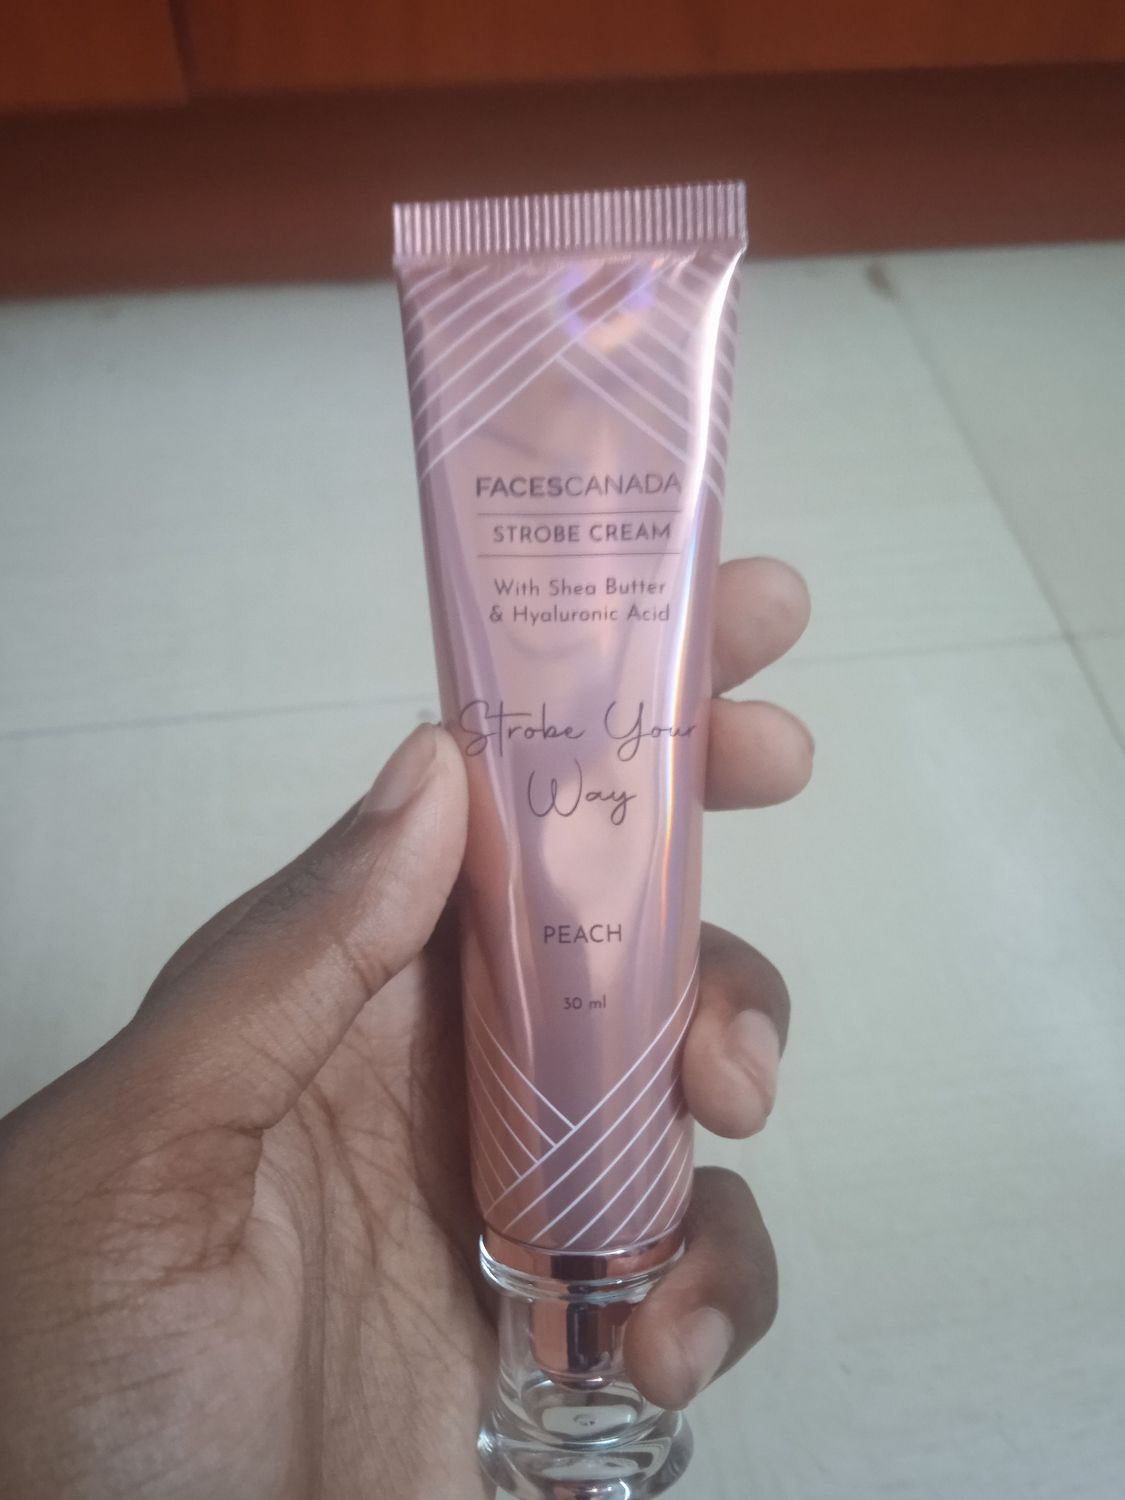 FACESCANADA
STROBE CREAM
With Shea Butter
& Hyaluronic Acid
Strobe Your
Way
PEACH
30 ml